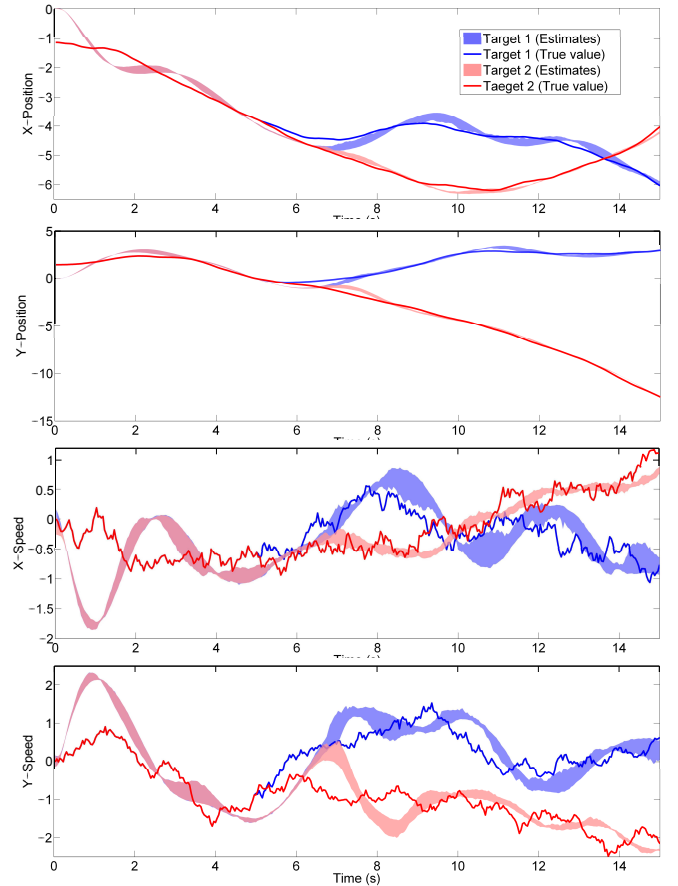 0
−1
−2
−3
−4
−5
−6
X−Position
0 2 4 6 8 10 12 14
Time (s)
Target 1 (Estimates)
Target 1 (True value)
Target 2 (Estimates)
Taeget 2 (True value)
5
0
−5
−10
−15
Y−Position
0 2 4 6 8 10 12 14
Time (s)
1
0.5
0
−0.5
−1
−1.5
−2
X−Speed
0 2 4 6 8 10 12 14
Time (s)
2
1
0
−1
−2
Y−Speed
0 2 4 6 8 10 12 14
Time (s)